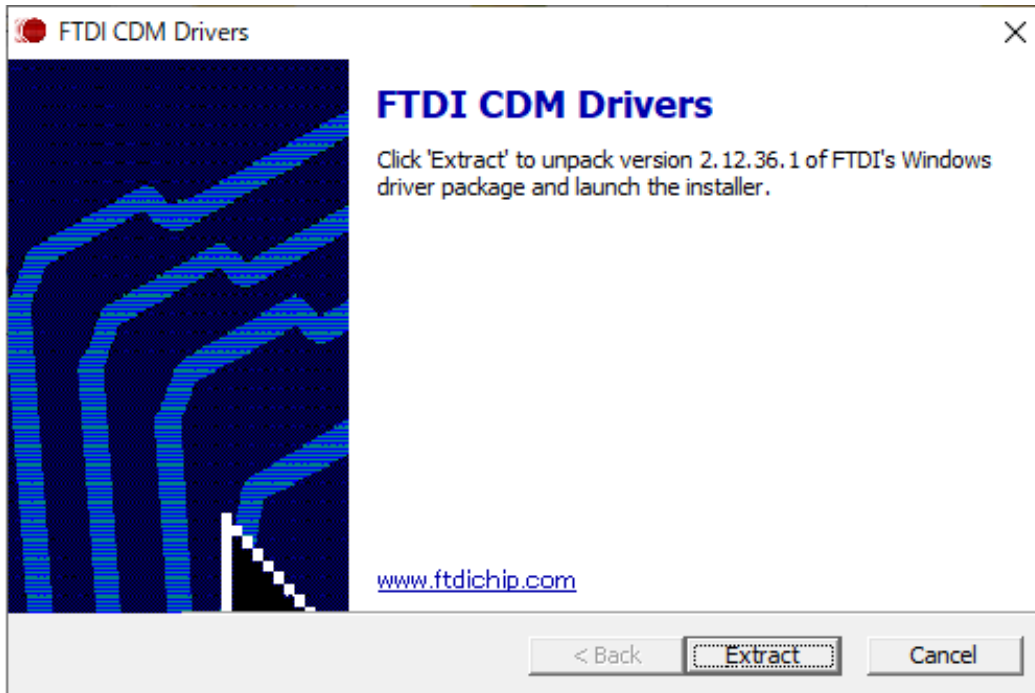 FTDI CDM Drivers
FTDI CDM Drivers
Click 'Extract' to unpack version 2.12.36.1 of FTDI's Windows
driver package and launch the installer.
www.ftdichip.com
< Back
Extract
Cancel